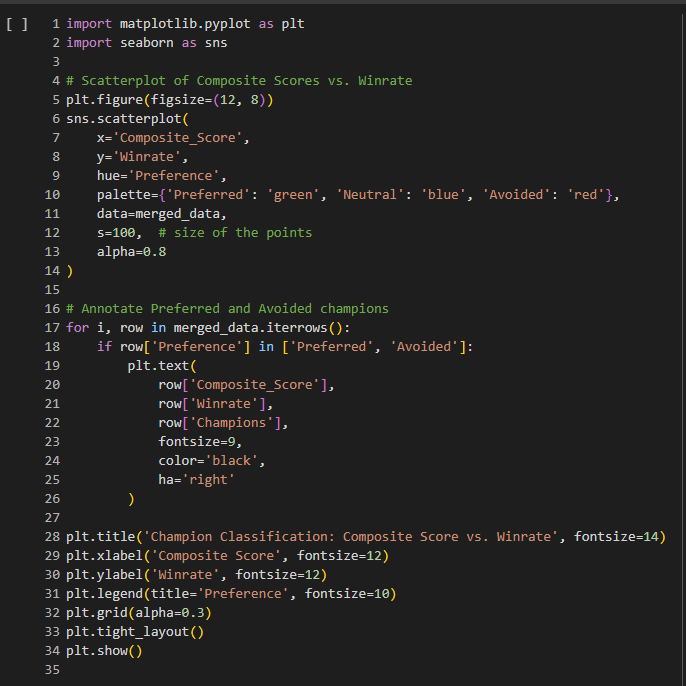 [ ] 1 import matplotlib.pyplot as plt
2 import seaborn as sns
3
4 # Scatterplot of Composite Scores vs. Winrate
5 plt.figure(figsize=(12, 8))
6 sns.scatterplot(
7     x='Composite_Score',
8     y='Winrate',
9     hue='Preference',
10     palette={'Preferred': 'green', 'Neutral': 'blue', 'Avoided': 'red'},
11     data=merged_data,
12     s=100,  # size of the points
13     alpha=0.8
14 )
15
16 # Annotate Preferred and Avoided champions
17 for i, row in merged_data.iterrows():
18     if row['Preference'] in ['Preferred', 'Avoided']:
19         plt.text(
20             row['Composite_Score'],
21             row['Winrate'],
22             row['Champions'],
23             fontsize=9,
24             color='black',
25             ha='right'
26         )
27
28 plt.title('Champion Classification: Composite Score vs. Winrate', fontsize=14)
29 plt.xlabel('Composite Score', fontsize=12)
30 plt.ylabel('Winrate', fontsize=12)
31 plt.legend(title='Preference', fontsize=10)
32 plt.grid(alpha=0.3)
33 plt.tight_layout()
34 plt.show()
35